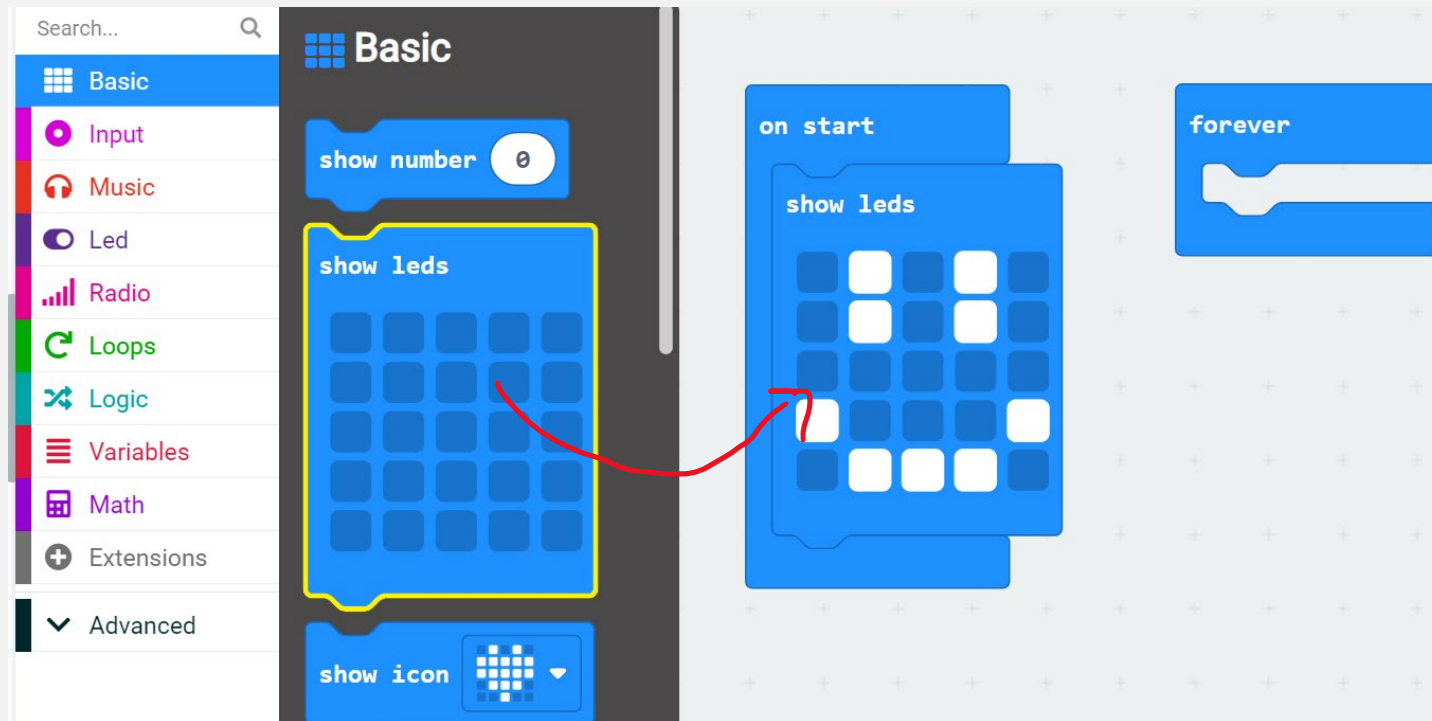 Search...
Basic
Input
Music
Led
Radio
Loops
Logic
Variables
Math
Extensions
Advanced
Basic
show number 0
show leds
show icon
on start
show leds
forever